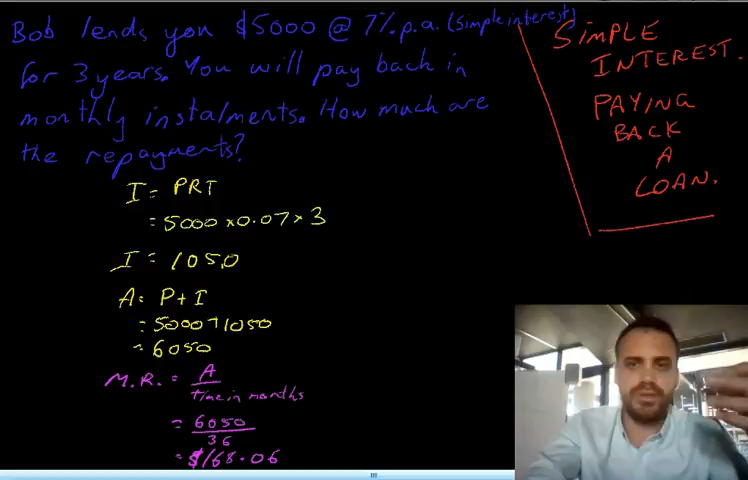 Bob lends you $5000 @ 7% p.a. (Simple interest)
for 3 years. You will pay back in
monthly instalments. How much are
the repayments?
I = PRT
= 5000 × 0.07 × 3
I = 1050
A = P + I
= 5000 + 1050
= 6050
M.R. = A
time in months
= 6050
36
= $168.06
SIMPLE
INTEREST.
PAYING
BACK
A
LOAN.